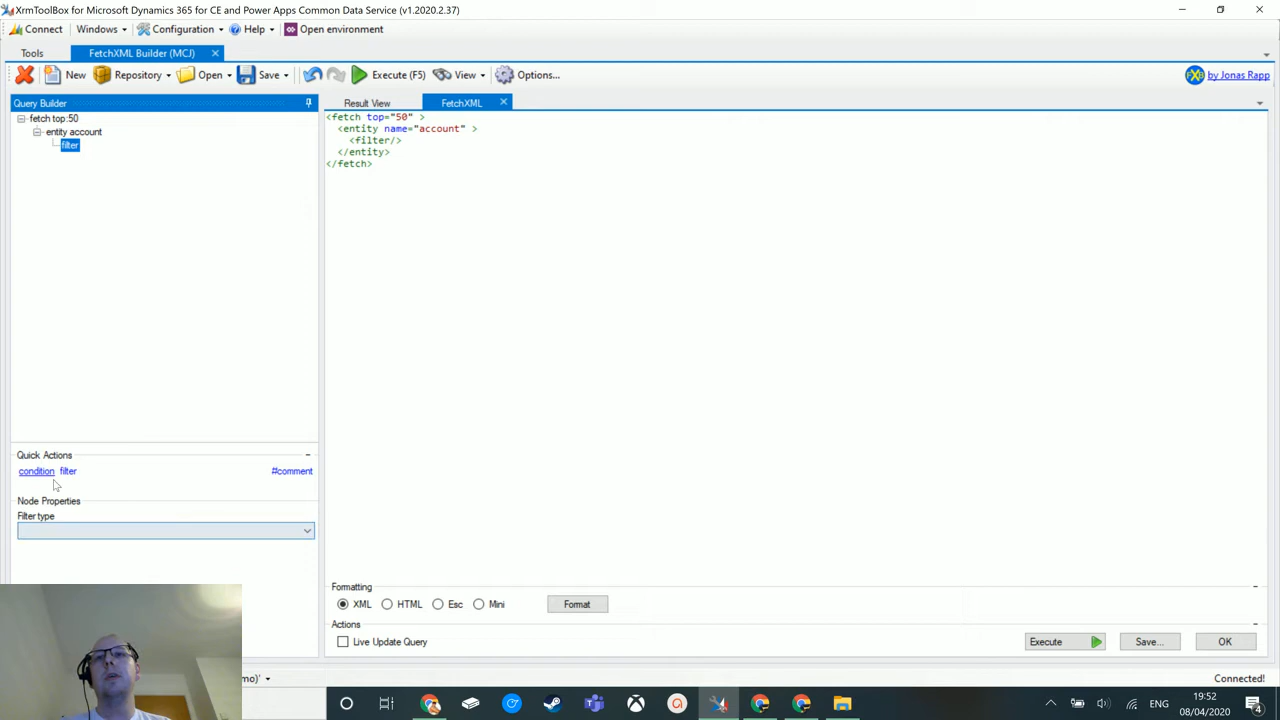 XrmToolBox for Microsoft Dynamics 365 for CE and Power Apps Common Data Service (v1.2020.2.37)
Connect Windows Configuration Help Open environment
Tools FetchXML Builder (MCJ)
New Repository Open Save Execute (F5) View Options... FXB by Jonas Rapp
Query Builder
fetch top:50
entity account
filter
Quick Actions
condition filter #comment
Node Properties
Filter type
Result View FetchXML
<fetch top="50" >
<entity name="account" >
<filter/>
</entity>
</fetch>
Formatting
XML HTML Esc Mini Format
Actions
Live Update Query Execute Save... OK
mo)' Connected!
ENG 19:52
08/04/2020 4